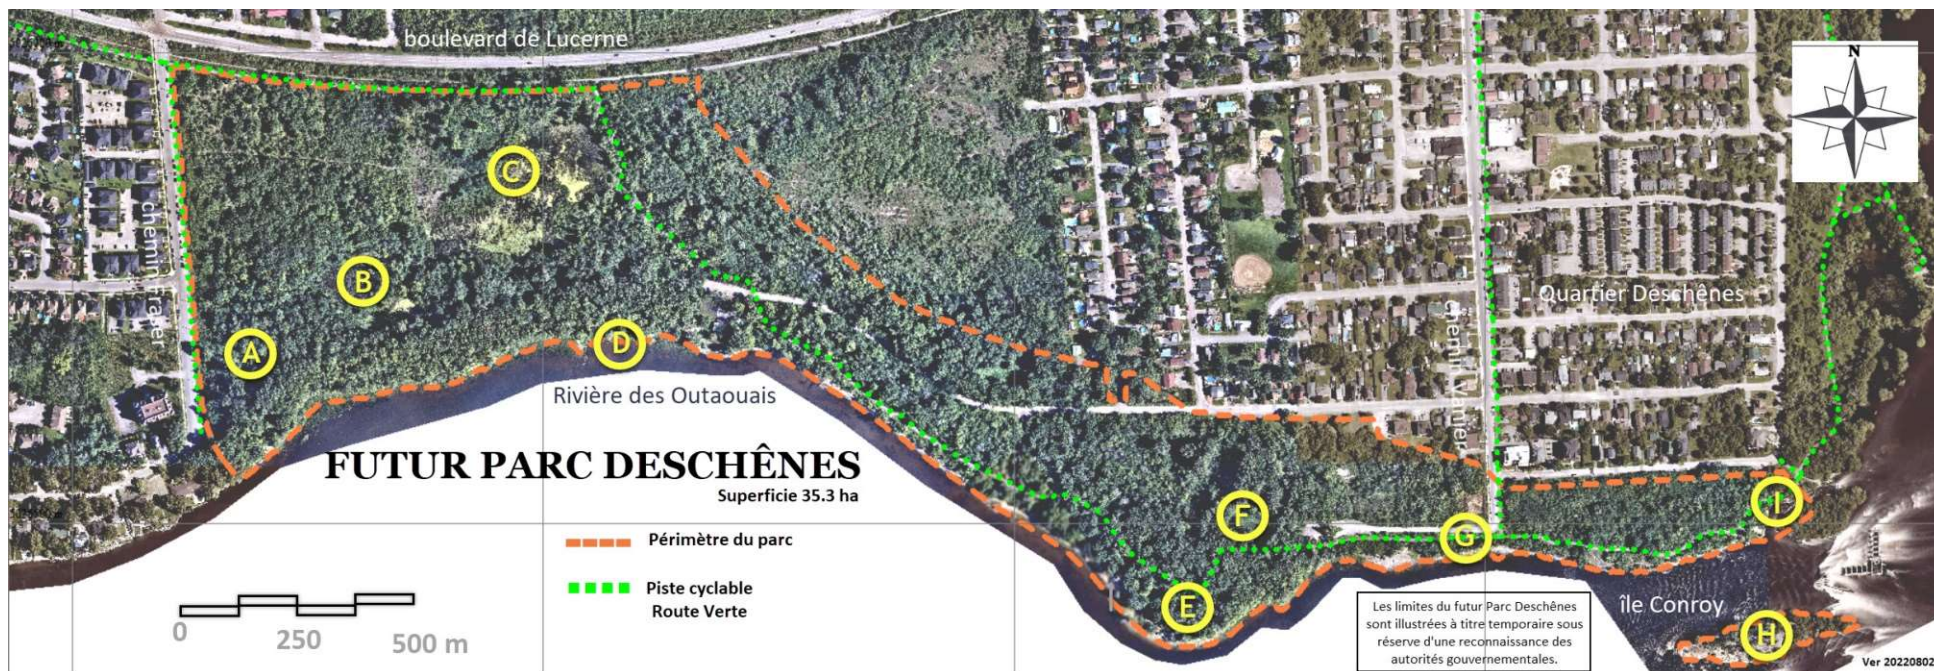 boulevard de Lucerne
N
C
chemin Fraser
B
Quartier Deschênes
chemin Vanier
A
D
Rivière des Outaouais
FUTUR PARC DESCHÊNES
Superficie 35.3 ha
I
F
Périmètre du parc
G
Piste cyclable
Route Verte
E
Les limites du futur Parc Deschênes
sont illustrées à titre temporaire sous
réserve d'une reconnaissance des
autorités gouvernementales.
île Conroy
H
0
250
500 m
Ver 20220802